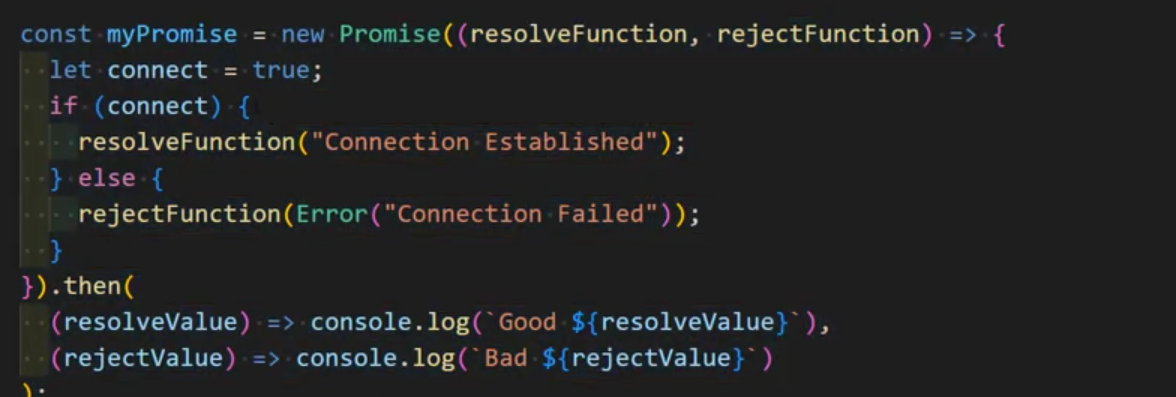 const myPromise = new Promise((resolveFunction, rejectFunction) => {
  let connect = true;
  if (connect) {
    resolveFunction("Connection Established");
  } else {
    rejectFunction(Error("Connection Failed"));
  }
}).then(
  (resolveValue) => console.log(`Good ${resolveValue}`),
  (rejectValue) => console.log(`Bad ${rejectValue}`)
);